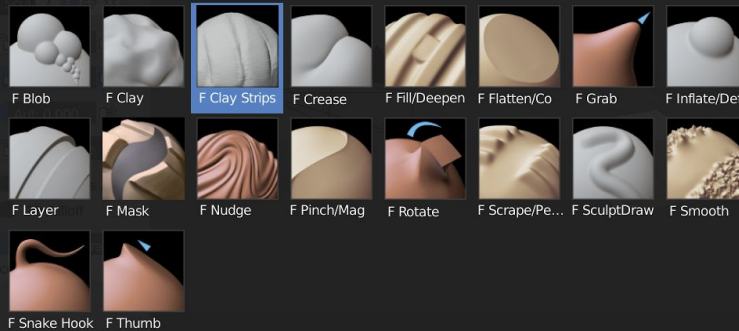 F Blob
F Clay
F Clay Strips
F Crease
F Fill/Deepen
F Flatten/Co
F Grab
F Inflate/Def
F Layer
F Mask
F Nudge
F Pinch/Mag
F Rotate
F Scrape/Pe...
F SculptDraw
F Smooth
F Snake Hook
F Thumb